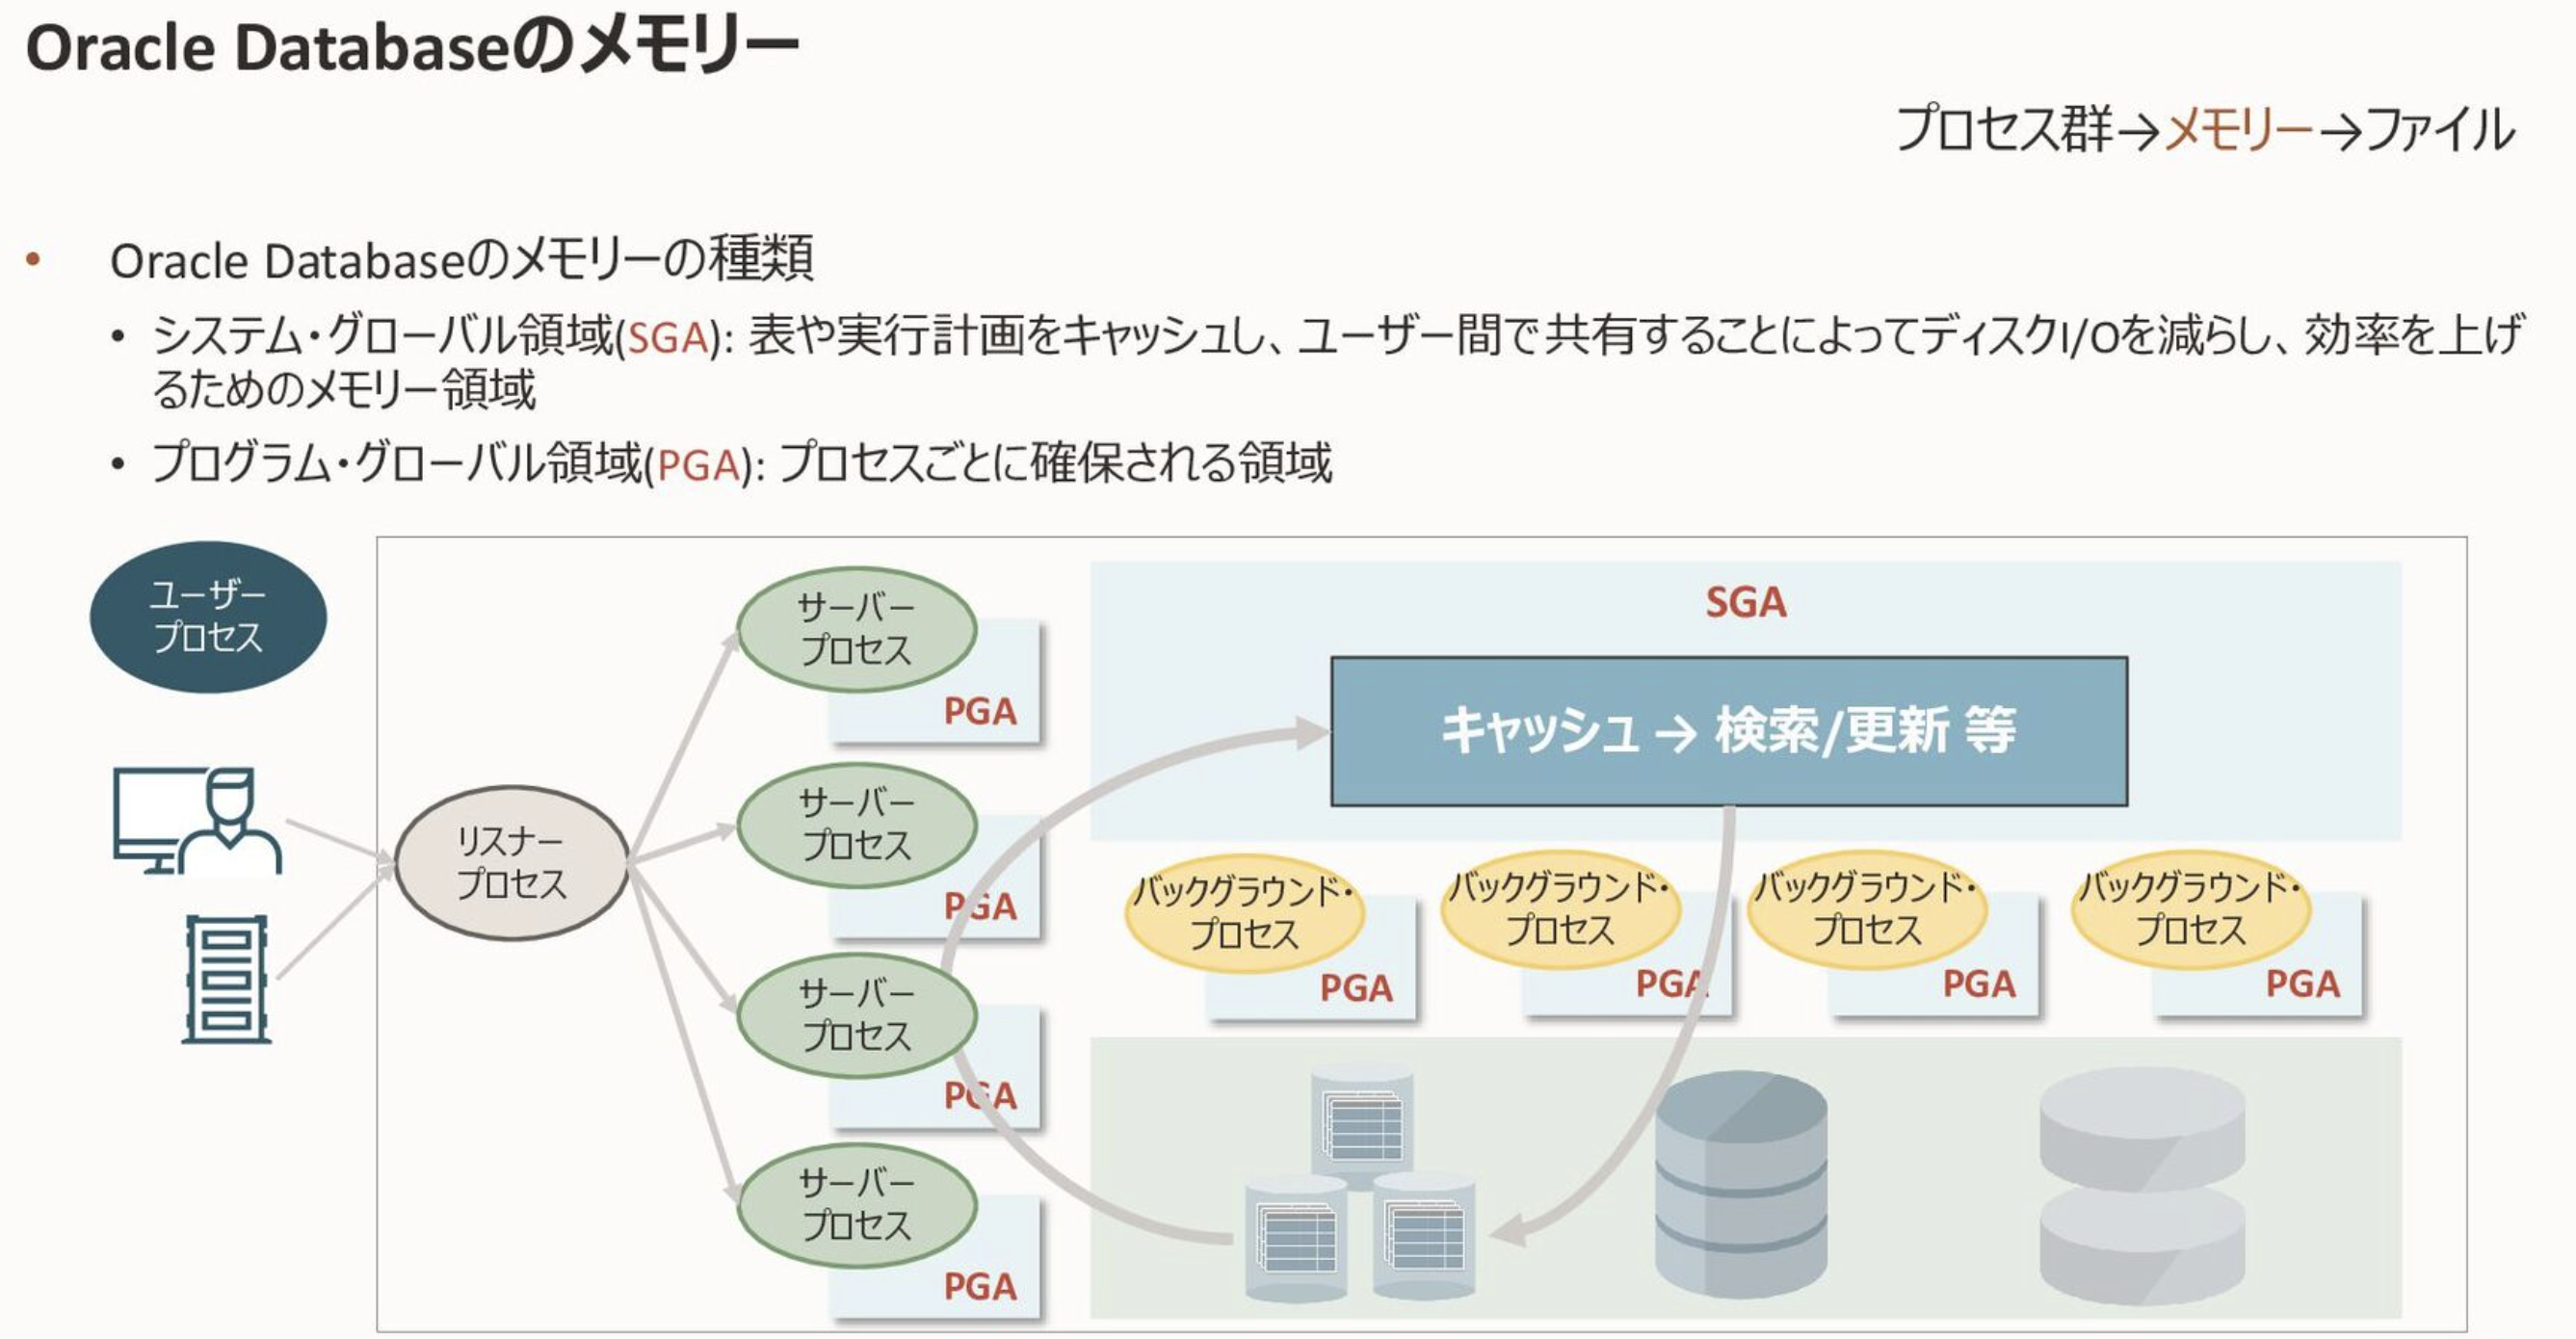 Oracle Databaseのメモリー
プロセス群→メモリー→ファイル
• Oracle Databaseのメモリーの種類
• システム・グローバル領域(SGA): 表や実行計画をキャッシュし、ユーザー間で共有することによってディスクI/Oを減らし、効率を上げ
るためのメモリー領域
• プログラム・グローバル領域(PGA): プロセスごとに確保される領域
ユーザー
プロセス
リスナー
プロセス
サーバー
プロセス
PGA
サーバー
プロセス
PGA
サーバー
プロセス
PGA
サーバー
プロセス
PGA
SGA
キャッシュ → 検索/更新 等
バックグラウンド・
プロセス
PGA
バックグラウンド・
プロセス
PGA
バックグラウンド・
プロセス
PGA
バックグラウンド・
プロセス
PGA